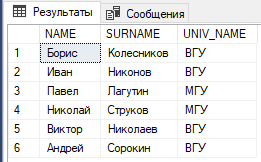 Результаты Сообщения
NAME SURNAME UNIV_NAME
1 Борис Колесников ВГУ
2 Иван Никонов ВГУ
3 Павел Лагутин МГУ
4 Николай Струков МГУ
5 Виктор Николаев ВГУ
6 Андрей Сорокин ВГУ